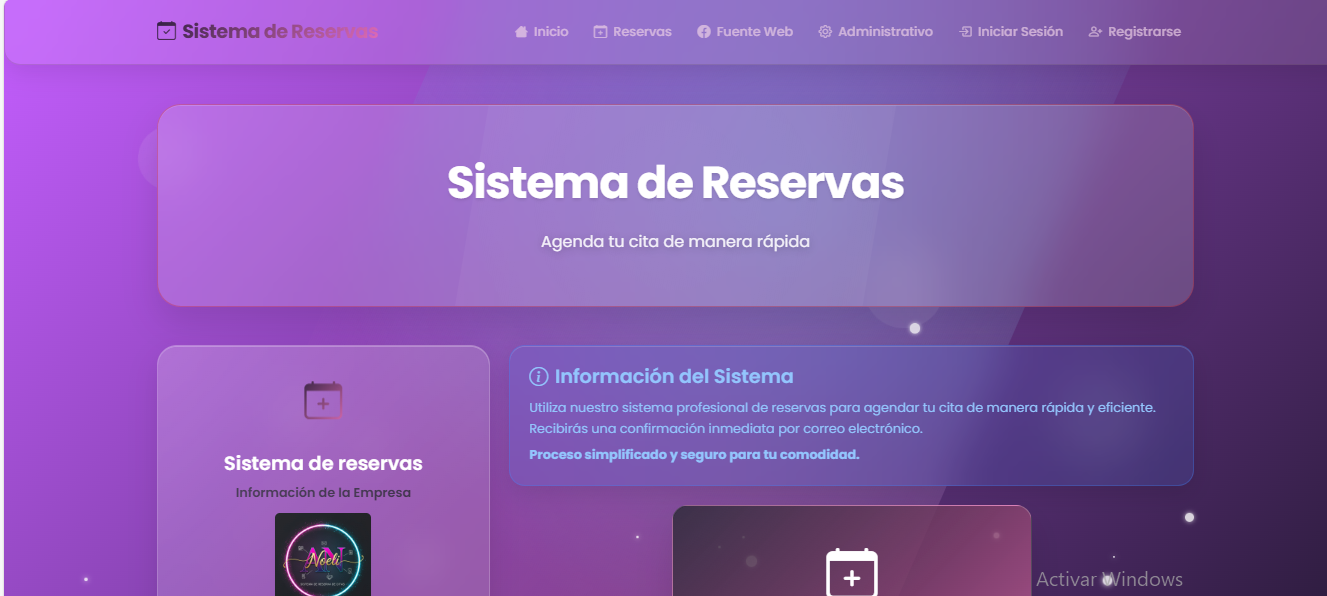 Sistema de Reservas
Inicio
Reservas
Fuente Web
Administrativo
Iniciar Sesión
Registrarse
Sistema de Reservas
Agenda tu cita de manera rápida
Sistema de reservas
Información de la Empresa
Noeli
Información del Sistema
Utiliza nuestro sistema profesional de reservas para agendar tu cita de manera rápida y eficiente.
Recibirás una confirmación inmediata por correo electrónico.
Proceso simplificado y seguro para tu comodidad.
Activar Windows